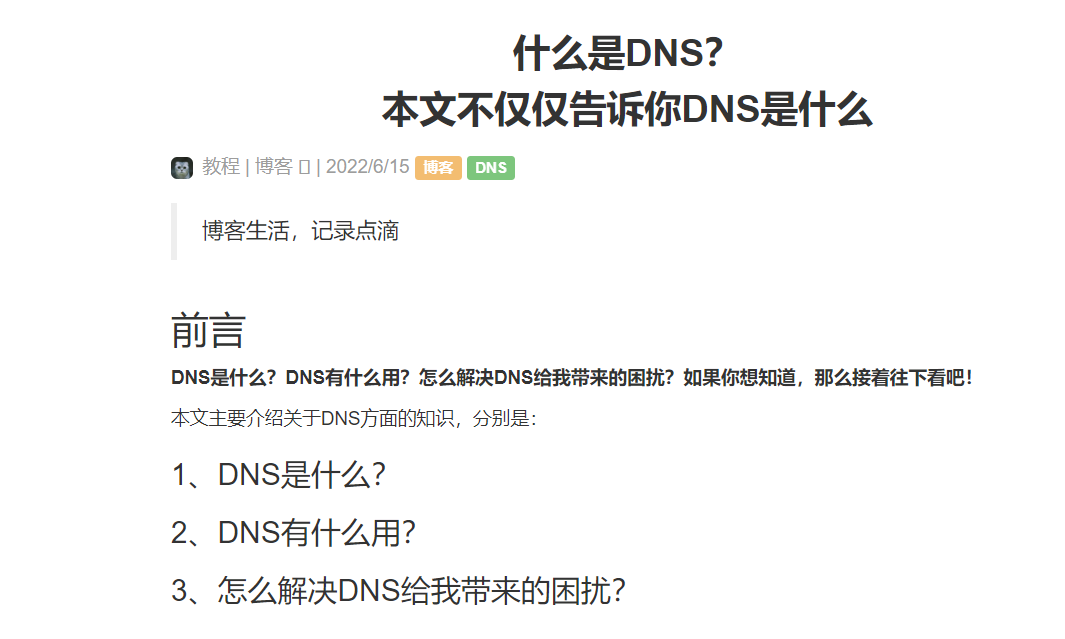 什么是DNS？
本文不仅仅告诉你DNS是什么
教程 | 博客 ▯ | 2022/6/15 博客 DNS
博客生活，记录点滴
前言
DNS是什么？DNS有什么用？怎么解决DNS给我带来的困扰？如果你想知道，那么接着往下看吧！
本文主要介绍关于DNS方面的知识，分别是：
1、DNS是什么？
2、DNS有什么用？
3、怎么解决DNS给我带来的困扰？